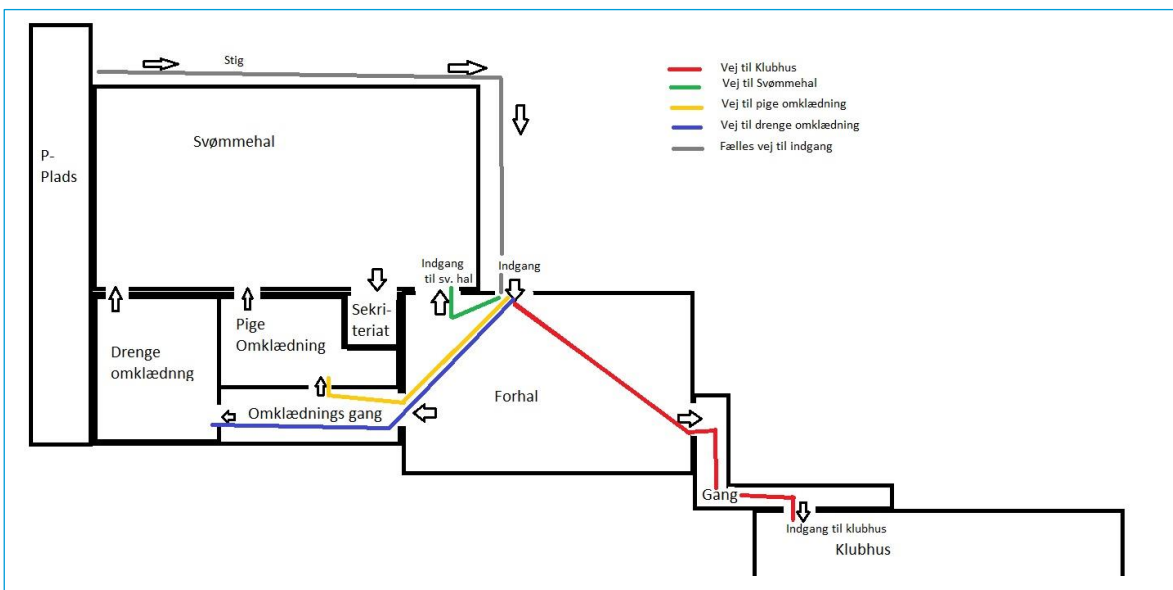 Stig
Vej til Klubhus
Vej til Svømmehal
Vej til pige omklædning
Vej til drenge omklædning
Fælles vej til indgang
P-
Plads
Svømmehal
Indgang
til sv. hal
Indgang
Sekri-
teriat
Pige
Omklædning
Drenge
omklædnng
Omklædnings gang
Forhal
Gang
Indgang til klubhus
Klubhus